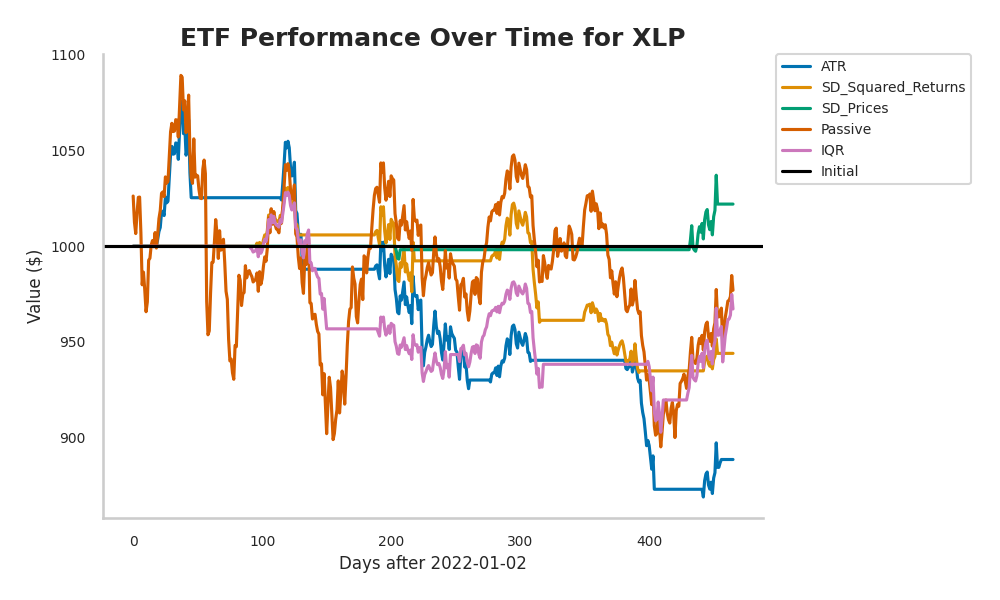 ETF Performance Over Time for XLP
1100
1050
1000
950
900
Value ($)
0 100 200 300 400
Days after 2022-01-02
ATR
SD_Squared_Returns
SD_Prices
Passive
IQR
Initial